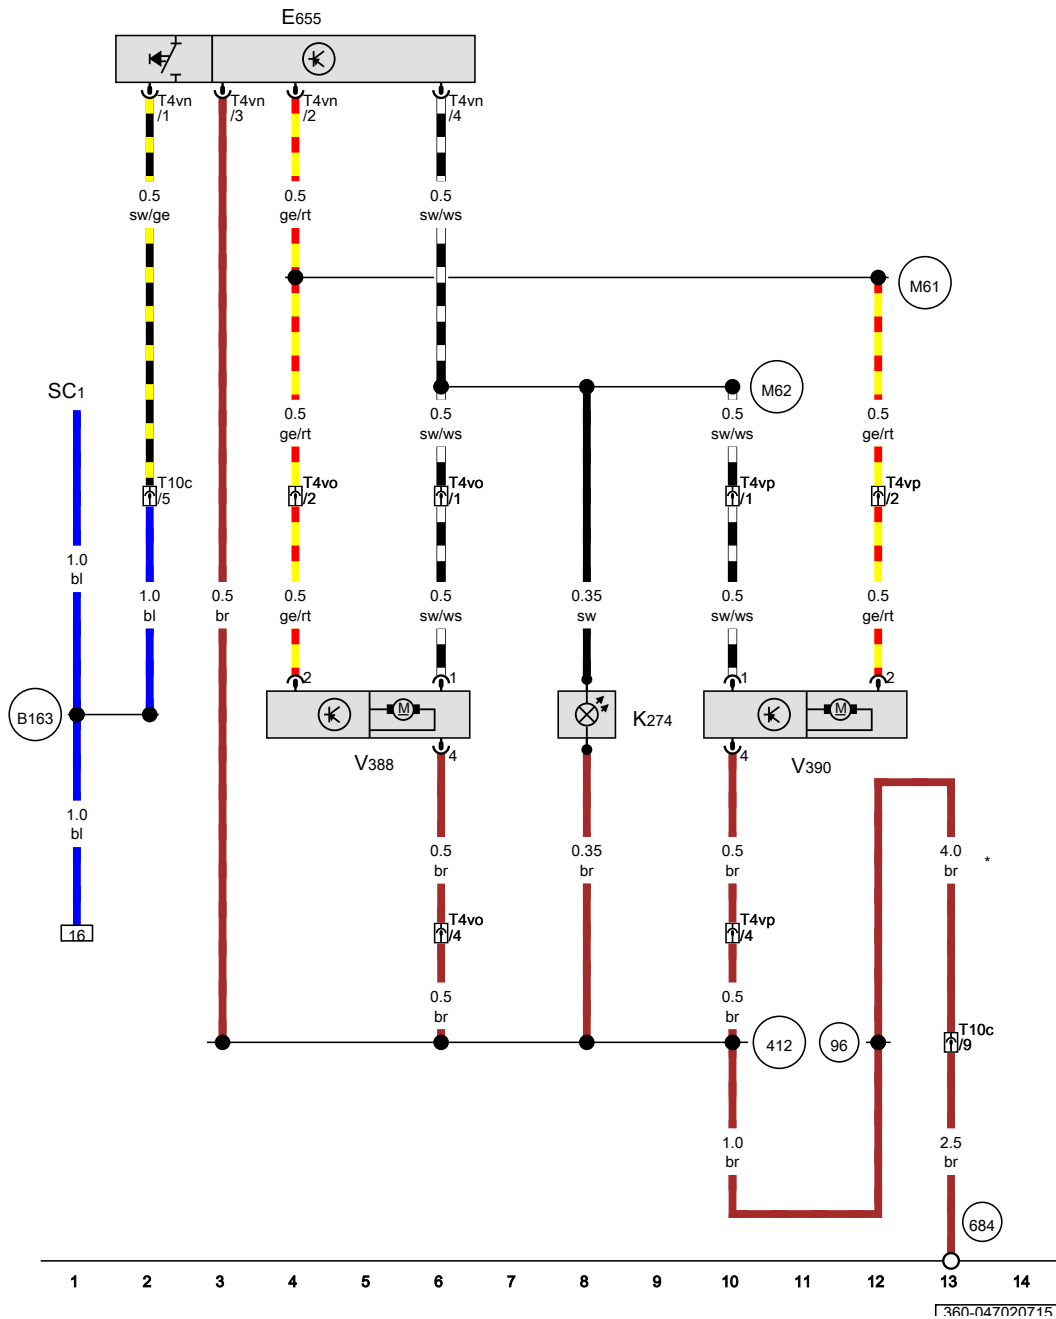 E655
T4vn T4vn T4vn T4vn
/1 /3 /2 /4
0.5 0.5 0.5
sw/ge ge/rt sw/ws
M61
SC1
M62
0.5 0.5 0.5 0.5
ge/rt sw/ws sw/ws ge/rt
T10c T4vo T4vo T4vp T4vp
/5 /2 /1 /1 /2
1.0
bl
1.0 0.5 0.5 0.5 0.35 0.5 0.5
bl br ge/rt sw/ws sw sw/ws ge/rt
2 1 1 2
B163 M K274 M
4 4
V388 V390
1.0
bl
0.5 0.35 0.5 4.0
br br br br *
16
T4vo T4vp
/4 /4
0.5 0.5
br br
412 96
T10c
/9
1.0 2.5
br br
684
1 2 3 4 5 6 7 8 9 10 11 12 13 14
360-047020715